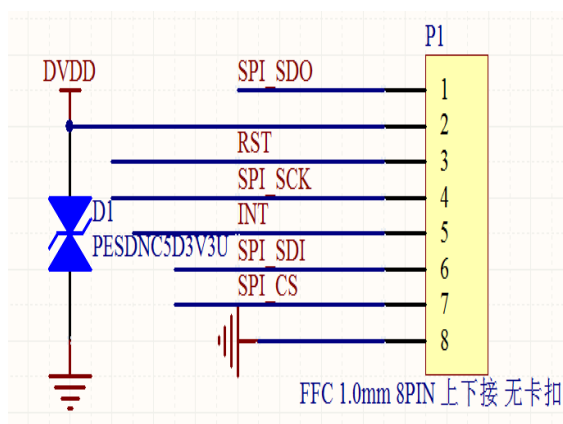 P1
DVDD
SPI_SDO
1
2
RST
3
SPI_SCK
4
D1
INT
5
PESDNC5D3V3U
SPI_SDI
6
SPI_CS
7
8
FFC 1.0mm 8PIN 上下接 无卡扣